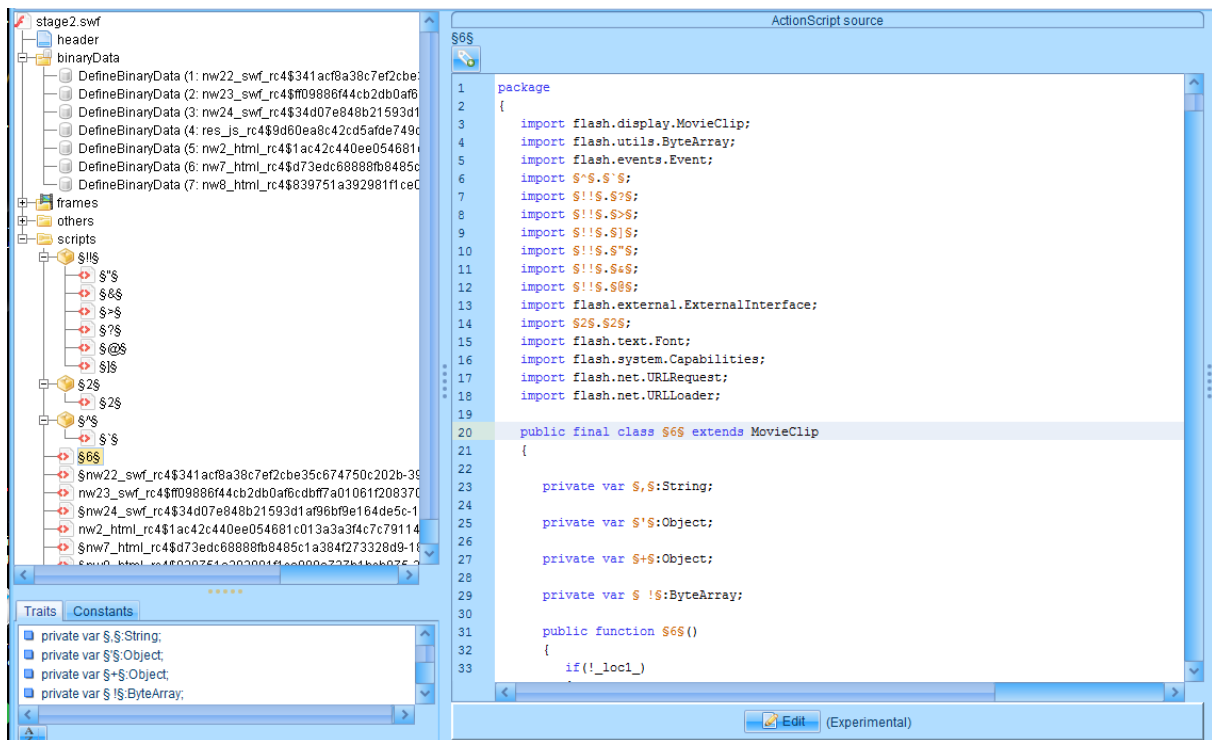 stage2.swf
header
binaryData
DefineBinaryData (1: nw22_swf_rc4$341acf8a38c7ef2cbe
DefineBinaryData (2: nw23_swf_rc4$ff09886f44cb2db0af6
DefineBinaryData (3: nw24_swf_rc4$34d07e848b21593d1
DefineBinaryData (4: res_js_rc4$9d60ea8c42cd5afde749c
DefineBinaryData (5: nw2_html_rc4$1ac42c440ee054681
DefineBinaryData (6: nw7_html_rc4$d73edc68888fb8485c
DefineBinaryData (7: nw8_html_rc4$839751a392981f1ce0
frames
others
scripts
§!!§
§"§
§&§
§>§
§?§
§@§
§]§
§2§
§2§
§^§
§`§
§6§
§nw22_swf_rc4$341acf8a38c7ef2cbe35c674750c202b-39
nw23_swf_rc4$ff09886f44cb2db0af6cdbff7a01061f208370
§nw24_swf_rc4$34d07e848b21593d1af96bf9e164de5c-1
nw2_html_rc4$1ac42c440ee054681c013a3a3f4c7c79114
§nw7_html_rc4$d73edc68888fb8485c1a384f273328d9-18
Traits Constants
private var §,§:String;
private var §'§:Object;
private var §+§:Object;
private var § !§:ByteArray;
A
Z
ActionScript source
§6§
1 package
2 {
3 import flash.display.MovieClip;
4 import flash.utils.ByteArray;
5 import flash.events.Event;
6 import §^§.§`§;
7 import §!!§.§?§;
8 import §!!§.§>§;
9 import §!!§.§]§;
10 import §!!§.§"§;
11 import §!!§.§&§;
12 import §!!§.§@§;
13 import flash.external.ExternalInterface;
14 import §2§.§2§;
15 import flash.text.Font;
16 import flash.system.Capabilities;
17 import flash.net.URLRequest;
18 import flash.net.URLLoader;
19
20 public final class §6§ extends MovieClip
21 {
22
23 private var §,§:String;
24
25 private var §'§:Object;
26
27 private var §+§:Object;
28
29 private var § !§:ByteArray;
30
31 public function §6§()
32 {
33 if(!_loc1_)
Edit (Experimental)